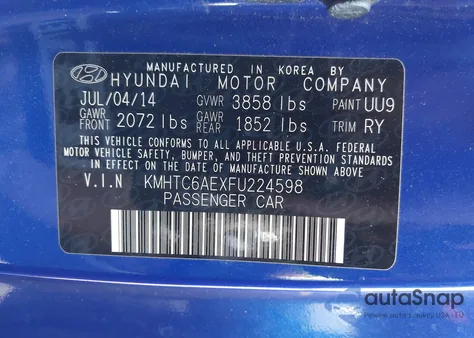 MANUFACTURED IN KOREA BY
HYUNDAI MOTOR COMPANY
JUL/04/14 GVWR 3858 lbs PAINT UU9
GAWR FRONT 2072 lbs GAWR REAR 1852 lbs TRIM RY
THIS VEHICLE CONFORMS TO ALL APPLICABLE U.S.A FEDERAL
MOTOR VEHICLE SAFETY, BUMPER, AND THEFT PREVENTION STANDARDS
IN EFFECT ON THE DATE OF MANUFACTURE SHOWN ABOVE
V.I.N KMHTC6AEXFU224598
PASSENGER CAR
autoSnap